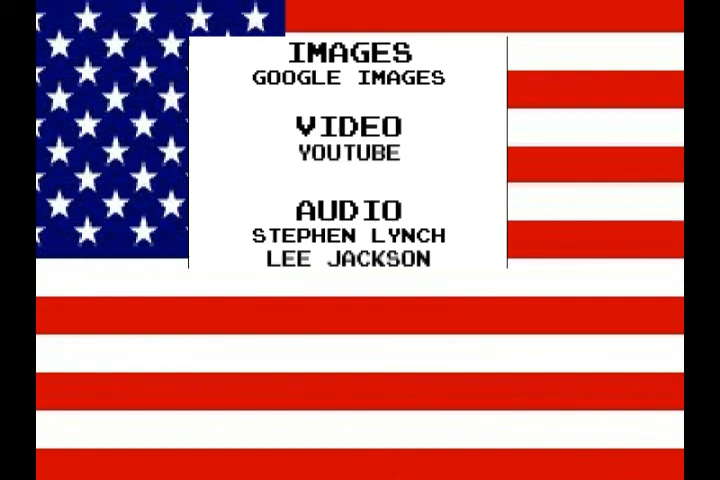 IMAGES
GOOGLE IMAGES
VIDEO
YOUTUBE
AUDIO
STEPHEN LYNCH
LEE JACKSON